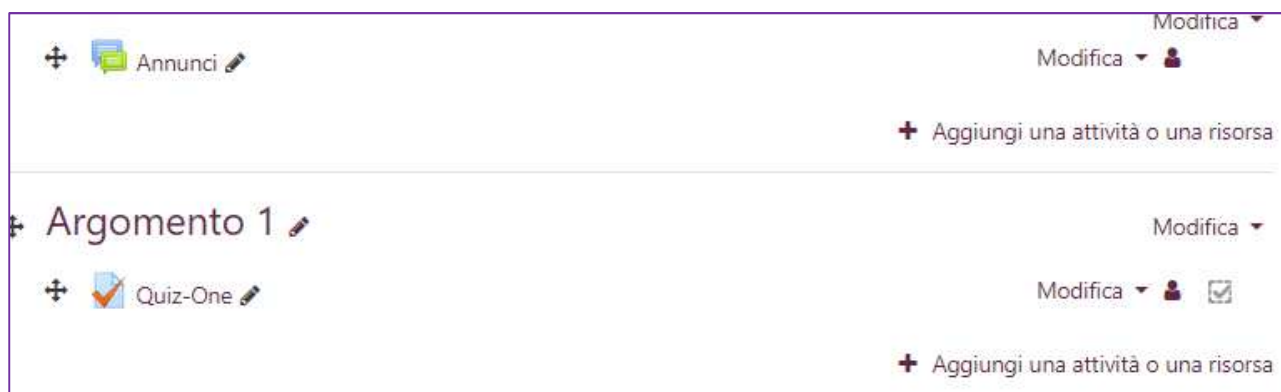 Modifica
Annunci Modifica
Aggiungi una attività o una risorsa
Argomento 1 Modifica
Quiz-One Modifica
Aggiungi una attività o una risorsa